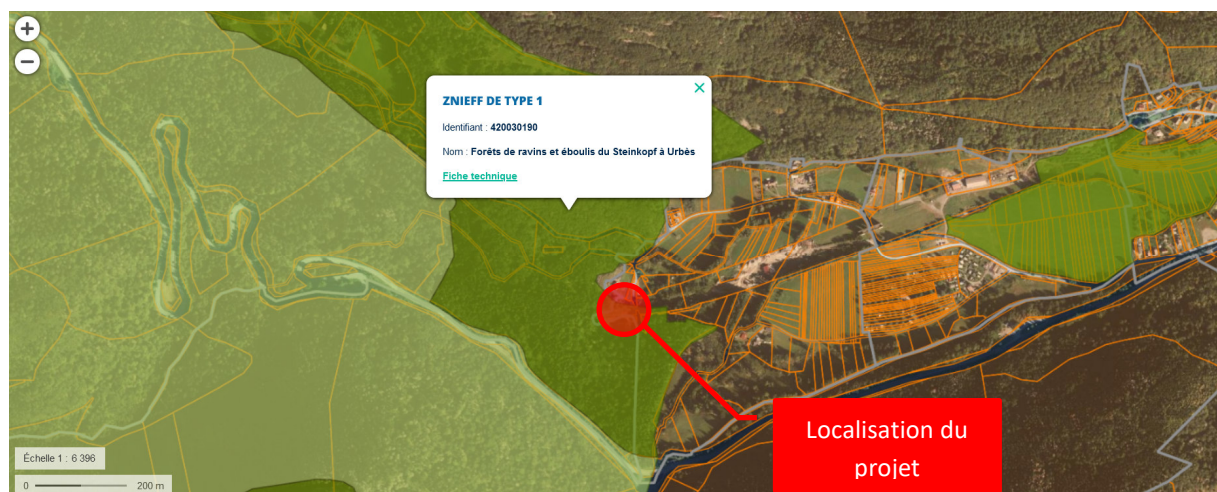 +
−
ZNIEFF DE TYPE 1
Identifiant : 420030190
Nom : Forêts de ravins et éboulis du Steinkopf à Urbès
Fiche technique
Localisation du
projet
Échelle 1 : 6 396
0 200 m